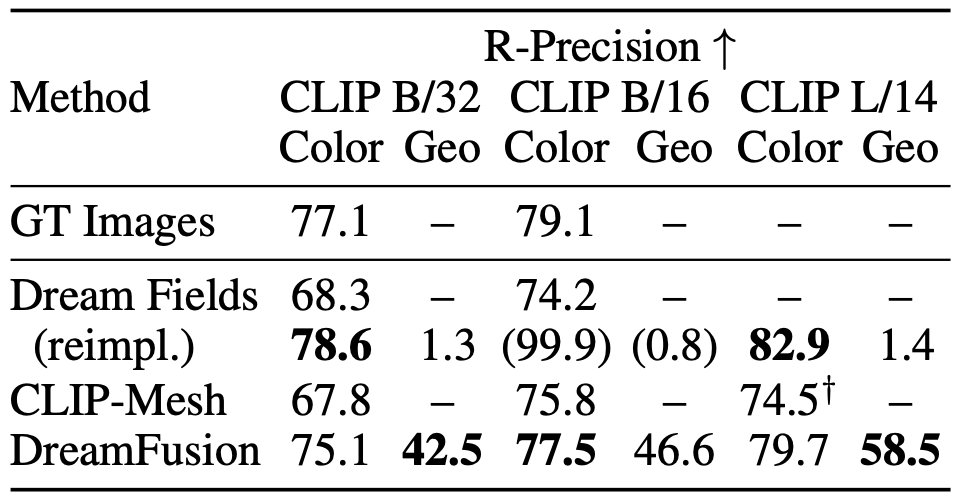 R-Precision ↑
Method CLIP B/32 CLIP B/16 CLIP L/14
Color Geo Color Geo Color Geo
GT Images 77.1 – 79.1 – – –
Dream Fields 68.3 – 74.2 – – –
(reimpl.) 78.6 1.3 (99.9) (0.8) 82.9 1.4
CLIP-Mesh 67.8 – 75.8 – 74.5† –
DreamFusion 75.1 42.5 77.5 46.6 79.7 58.5